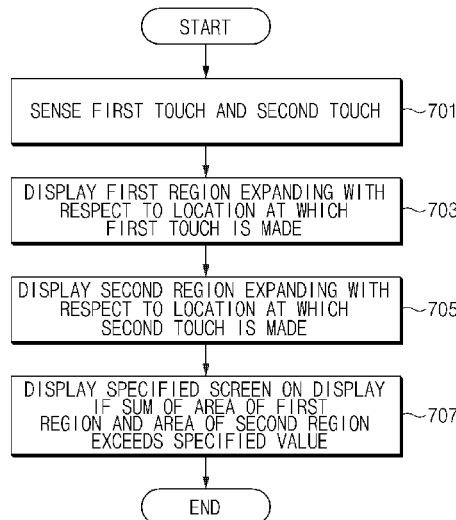 START
SENSE FIRST TOUCH AND SECOND TOUCH
701
DISPLAY FIRST REGION EXPANDING WITH
RESPECT TO LOCATION AT WHICH
FIRST TOUCH IS MADE
703
DISPLAY SECOND REGION EXPANDING WITH
RESPECT TO LOCATION AT WHICH
SECOND TOUCH IS MADE
705
DISPLAY SPECIFIED SCREEN ON DISPLAY
IF SUM OF AREA OF FIRST
REGION AND AREA OF SECOND REGION
EXCEEDS SPECIFIED VALUE
707
END